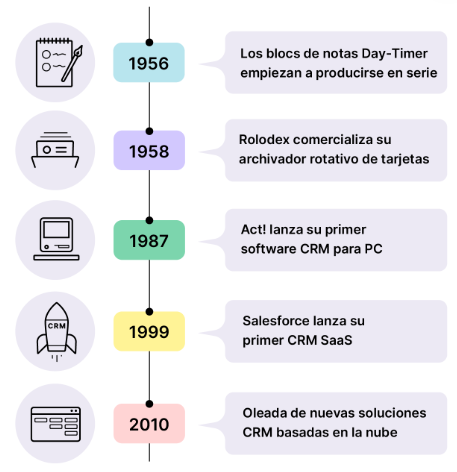 1956
Los blocs de notas Day-Timer
empiezan a producirse en serie
1958
Rolodex comercializa su
archivador rotativo de tarjetas
1987
Act! lanza su primer
software CRM para PC
CRM
1999
Salesforce lanza su
primer CRM SaaS
2010
Oleada de nuevas soluciones
CRM basadas en la nube